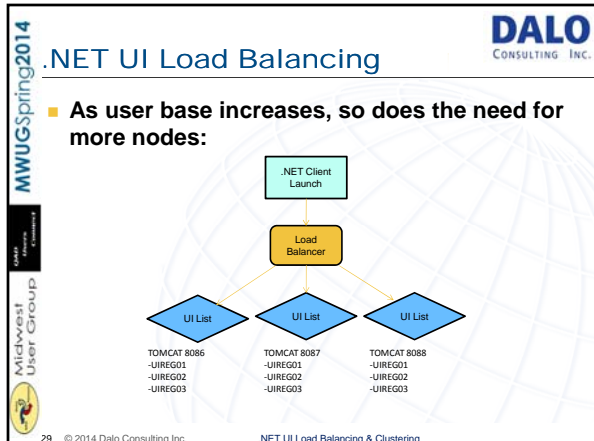 .NET UI Load Balancing
DALO
CONSULTING INC.
As user base increases, so does the need for
more nodes:
.NET Client
Launch
Load
Balancer
UI List
UI List
UI List
TOMCAT 8086
-UIREG01
-UIREG02
-UIREG03
TOMCAT 8087
-UIREG01
-UIREG02
-UIREG03
TOMCAT 8088
-UIREG01
-UIREG02
-UIREG03
MWUGSpring2014
QAD
Users
Connect
Midwest
User Group
29 © 2014 Dalo Consulting Inc.
.NET UI Load Balancing & Clustering